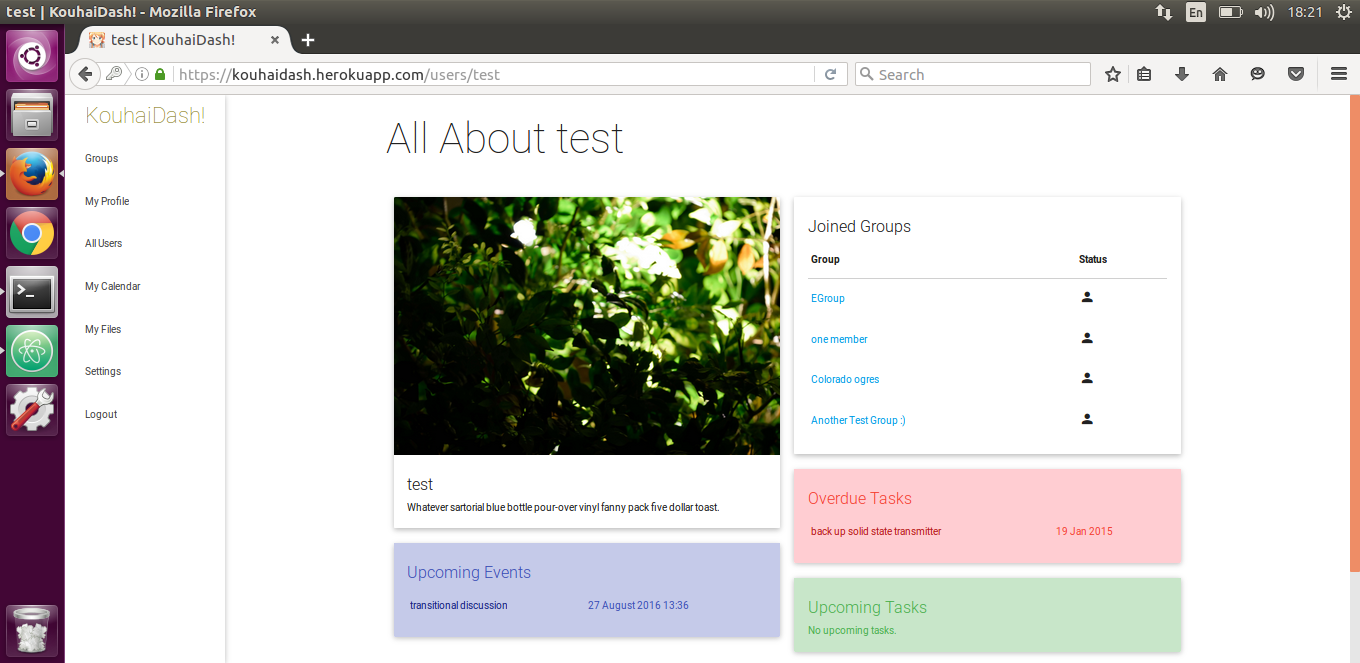 test | KouhaiDash! - Mozilla Firefox
En
18:21
test | KouhaiDash!
https://kouhaidash.herokuapp.com/users/test
Search
KouhaiDash!
Groups
My Profile
All Users
My Calendar
My Files
Settings
Logout
All About test
test
Whatever sartorial blue bottle pour-over vinyl fanny pack five dollar toast.
Upcoming Events
transitional discussion 27 August 2016 13:36
Joined Groups
Group Status
EGroup
one member
Colorado ogres
Another Test Group :)
Overdue Tasks
back up solid state transmitter 19 Jan 2015
Upcoming Tasks
No upcoming tasks.